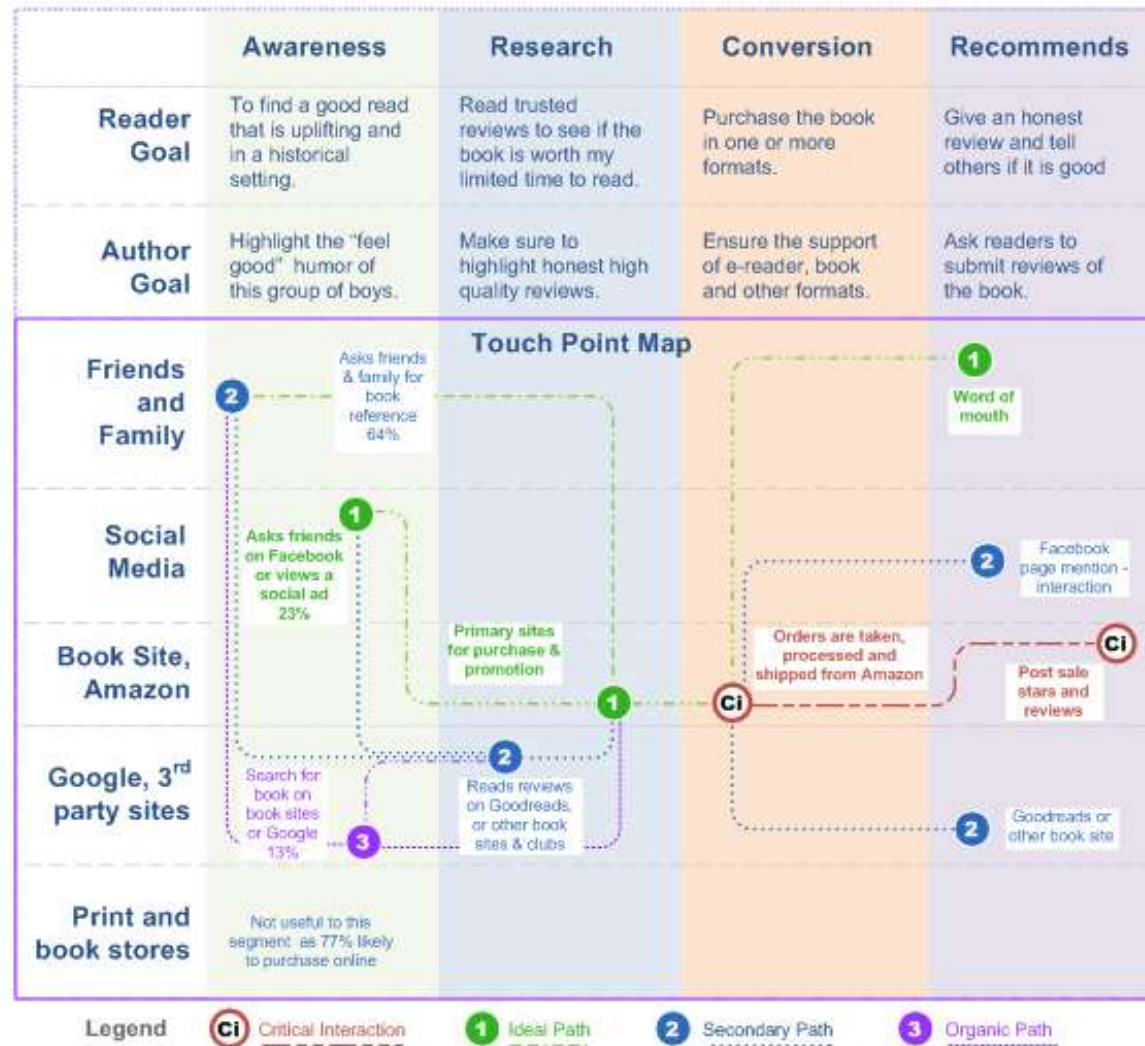 Awareness
Research
Conversion
Recommends
Reader
Goal
To find a good read
that is uplifting and
in a historical
setting.
Read trusted
reviews to see if the
book is worth my
limited time to read.
Purchase the book
in one or more
formats.
Give an honest
review and tell
others if it is good
Author
Goal
Highlight the “feel
good” humor of
this group of boys.
Make sure to
highlight honest high
quality reviews.
Ensure the support
of e-reader, book
and other formats.
Ask readers to
submit reviews of
the book.
Touch Point Map
Friends
and
Family
2
Asks friends
& family for
book
reference
64%
1
Word of
mouth
Social
Media
1
Asks friends
on Facebook
or views a
social ad
23%
2
Facebook
page mention -
interaction
Book Site,
Amazon
Primary sites
for purchase &
promotion
1
Ci
Orders are taken,
processed and
shipped from Amazon
Ci
Post sale
stars and
reviews
Google, 3rd
party sites
Search for
book on
book sites
or Google
13%
3
2
Reads reviews
on Goodreads,
or other book
sites & clubs
2
Goodreads or
other book site
Print and
book stores
Not useful to this
segment as 77% likely
to purchase online
Legend
Ci Critical Interaction
1 Ideal Path
2 Secondary Path
3 Organic Path